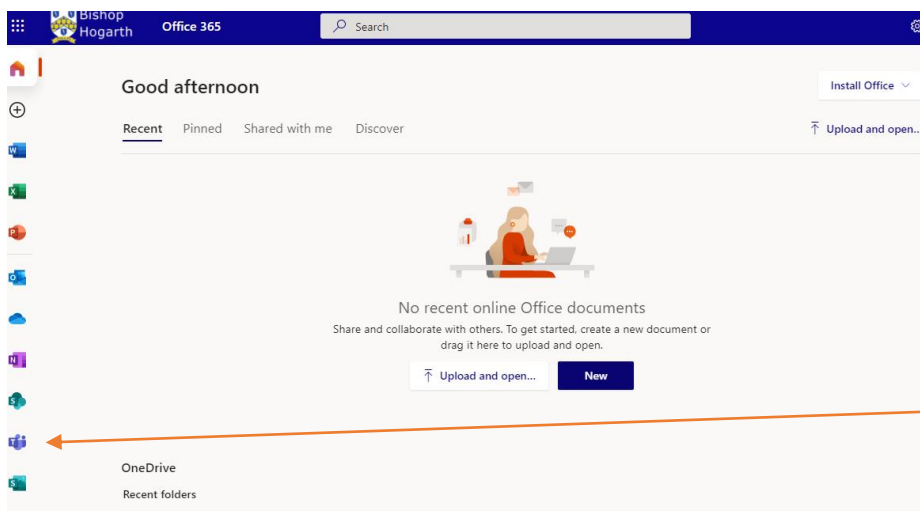 Bishop
Hogarth
Office 365
Search
Good afternoon
Install Office
Recent Pinned Shared with me Discover
Upload and open...
No recent online Office documents
Share and collaborate with others. To get started, create a new document or
drag it here to upload and open.
Upload and open... New
OneDrive
Recent folders